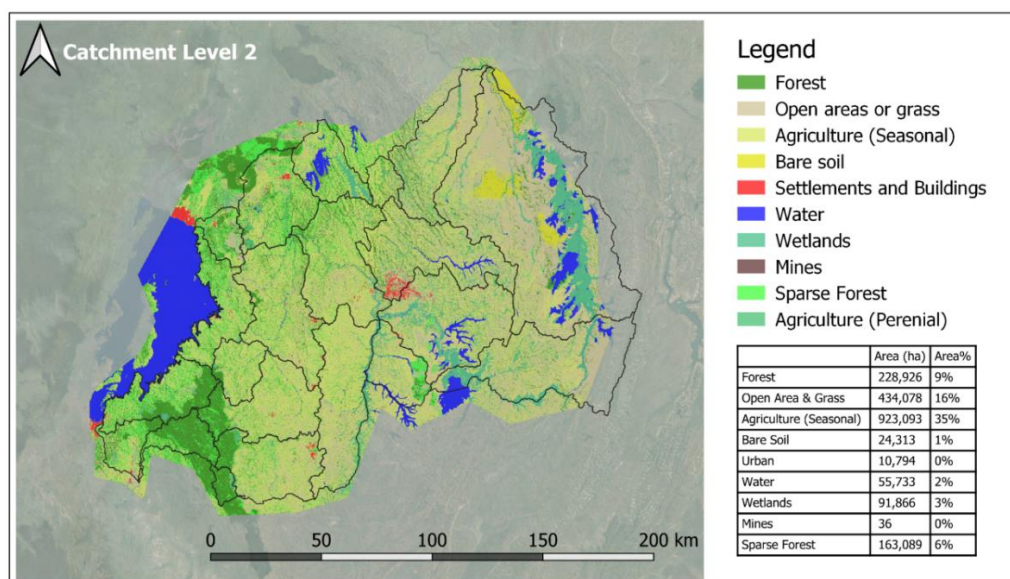 Catchment Level 2
Legend
Forest
Open areas or grass
Agriculture (Seasonal)
Bare soil
Settlements and Buildings
Water
Wetlands
Mines
Sparse Forest
Agriculture (Perenial)
Area (ha) Area%
Forest 228,926 9%
Open Area & Grass 434,078 16%
Agriculture (Seasonal) 923,093 35%
Bare Soil 24,313 1%
Urban 10,794 0%
Water 55,733 2%
Wetlands 91,866 3%
Mines 36 0%
Sparse Forest 163,089 6%
0 50 100 150 200 km